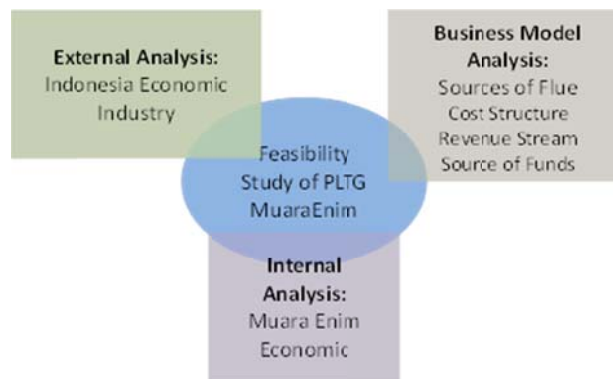 External Analysis:
Indonesia Economic
Industry
Business Model
Analysis:
Sources of Flue
Cost Structure
Revenue Stream
Source of Funds
Feasibility
Study of PLTG
MuaraEnim
Internal
Analysis:
Muara Enim
Economic